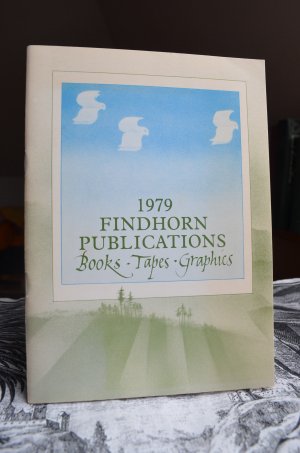 1979
FINDHORN
PUBLICATIONS
Books · Tapes · Graphics